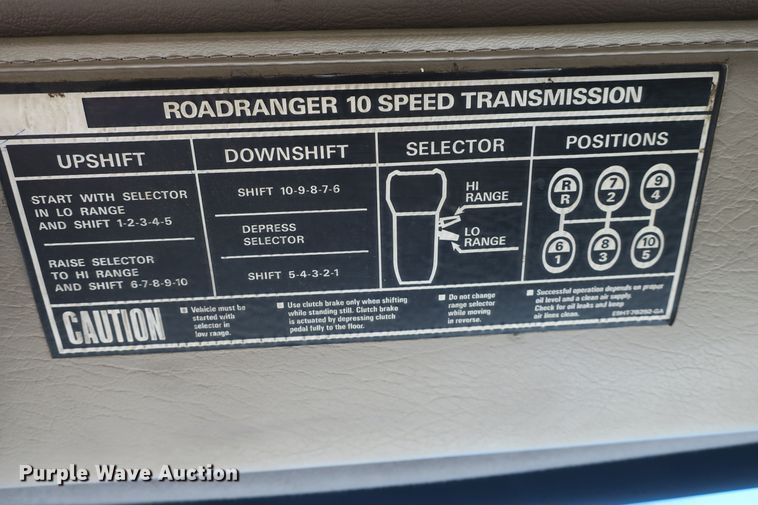 ROADRANGER 10 SPEED TRANSMISSION
UPSHIFT
START WITH SELECTOR
IN LO RANGE
AND SHIFT 1-2-3-4-5
RAISE SELECTOR
TO HI RANGE
AND SHIFT 6-7-8-9-10
DOWNSHIFT
SHIFT 10-9-8-7-6
DEPRESS
SELECTOR
SHIFT 5-4-3-2-1
SELECTOR
HI
RANGE
LO
RANGE
POSITIONS
R 7 9
R 2 4
6 8 10
1 3 5
CAUTION
Vehicle must be
started with
selector in
low range.
Use clutch brake only when shifting
while standing still. Clutch brake
is actuated by depressing clutch
pedal fully to the floor.
Do not change
range selector
while moving
in reverse.
Successful operation depends on proper
oil level and a clean air supply.
Check for oil leaks and keep
air lines clean.
Purple Wave Auction